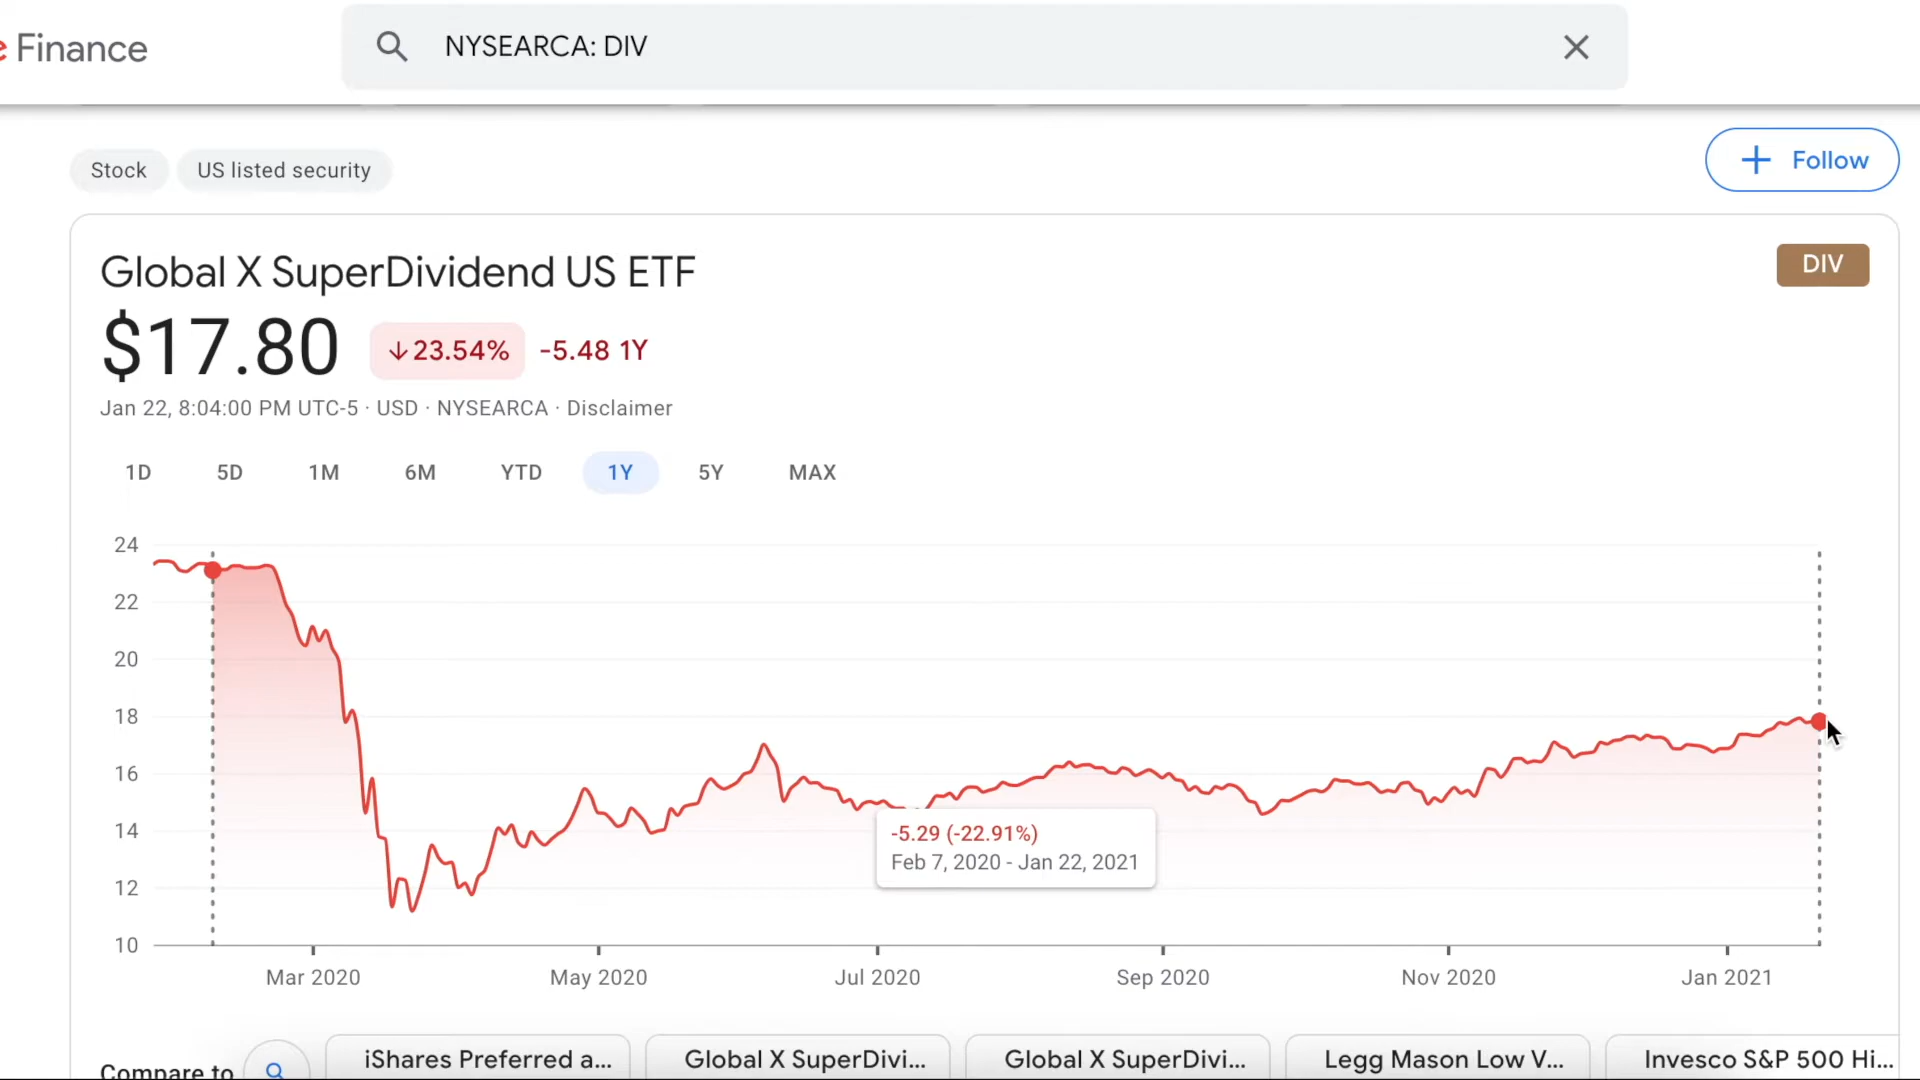 Finance
NYSEARCA: DIV
Stock
US listed security
Follow
Global X SuperDividend US ETF
DIV
$17.80
↓23.54%
-5.48 1Y
Jan 22, 8:04:00 PM UTC-5 · USD · NYSEARCA · Disclaimer
1D 5D 1M 6M YTD 1Y 5Y MAX
24
22
20
18
16
14
12
10
-5.29 (-22.91%)
Feb 7, 2020 - Jan 22, 2021
Mar 2020 May 2020 Jul 2020 Sep 2020 Nov 2020 Jan 2021
Compare to
iShares Preferred a...
Global X SuperDivi...
Global X SuperDivi...
Legg Mason Low V...
Invesco S&P 500 Hi...